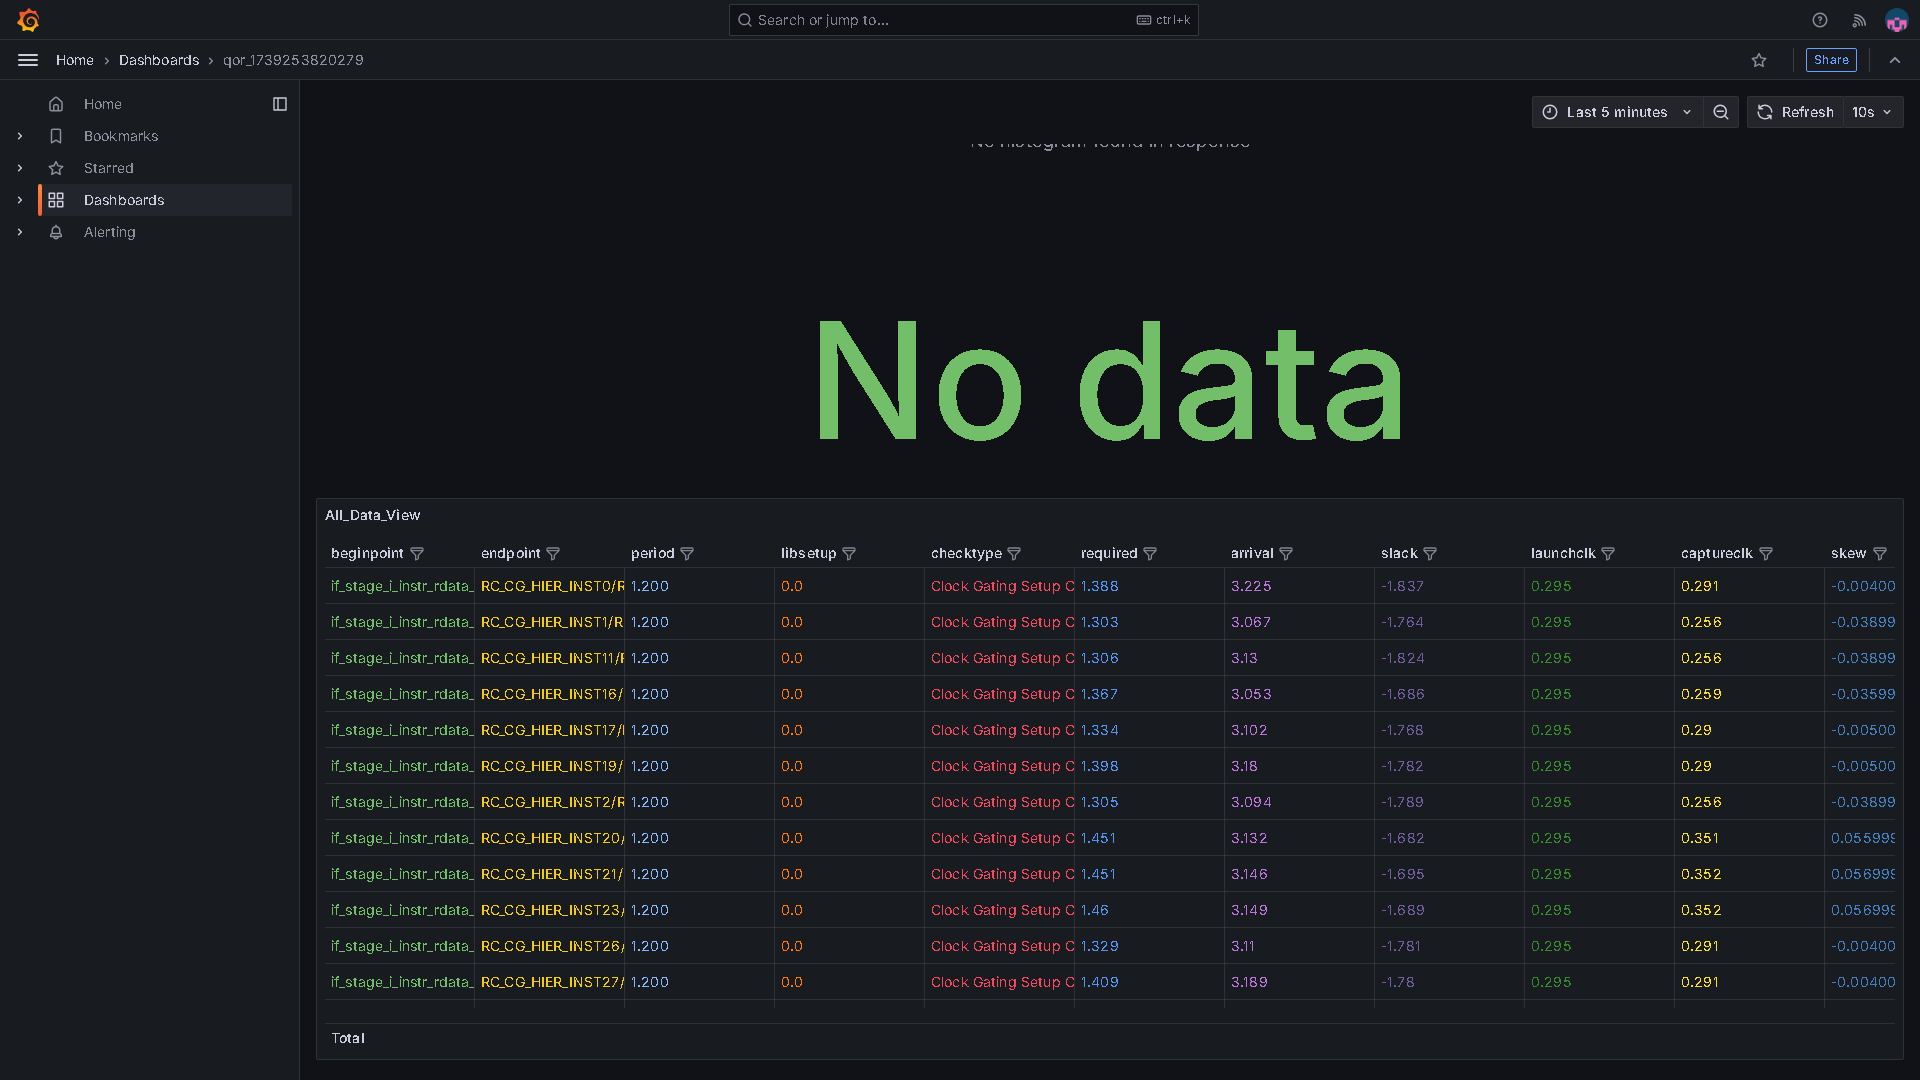 Search or jump to...
ctrl+k
Home
Dashboards
qor_1739253820279
Share
Home
Bookmarks
Starred
Dashboards
Alerting
Last 5 minutes
Refresh
10s
No histogram found in response
No data
All_Data_View
beginpoint endpoint period libsetup checktype required arrival slack launchclk captureclk skew
if_stage_i_instr_rdata_ RC_CG_HIER_INST0/R 1.200 0.0 Clock Gating Setup C 1.388 3.225 -1.837 0.295 0.291 -0.00400
if_stage_i_instr_rdata_ RC_CG_HIER_INST1/R 1.200 0.0 Clock Gating Setup C 1.303 3.067 -1.764 0.295 0.256 -0.03899
if_stage_i_instr_rdata_ RC_CG_HIER_INST11/F 1.200 0.0 Clock Gating Setup C 1.306 3.13 -1.824 0.295 0.256 -0.03899
if_stage_i_instr_rdata_ RC_CG_HIER_INST16/ 1.200 0.0 Clock Gating Setup C 1.367 3.053 -1.686 0.295 0.259 -0.03599
if_stage_i_instr_rdata_ RC_CG_HIER_INST17/ 1.200 0.0 Clock Gating Setup C 1.334 3.102 -1.768 0.295 0.29 -0.00500
if_stage_i_instr_rdata_ RC_CG_HIER_INST19/ 1.200 0.0 Clock Gating Setup C 1.398 3.18 -1.782 0.295 0.29 -0.00500
if_stage_i_instr_rdata_ RC_CG_HIER_INST2/R 1.200 0.0 Clock Gating Setup C 1.305 3.094 -1.789 0.295 0.256 -0.03899
if_stage_i_instr_rdata_ RC_CG_HIER_INST20/ 1.200 0.0 Clock Gating Setup C 1.451 3.132 -1.682 0.295 0.351 0.055999
if_stage_i_instr_rdata_ RC_CG_HIER_INST21/ 1.200 0.0 Clock Gating Setup C 1.451 3.146 -1.695 0.295 0.352 0.056999
if_stage_i_instr_rdata_ RC_CG_HIER_INST23/ 1.200 0.0 Clock Gating Setup C 1.46 3.149 -1.689 0.295 0.352 0.056999
if_stage_i_instr_rdata_ RC_CG_HIER_INST26/ 1.200 0.0 Clock Gating Setup C 1.329 3.11 -1.781 0.295 0.291 -0.00400
if_stage_i_instr_rdata_ RC_CG_HIER_INST27/ 1.200 0.0 Clock Gating Setup C 1.409 3.189 -1.78 0.295 0.291 -0.00400
Total